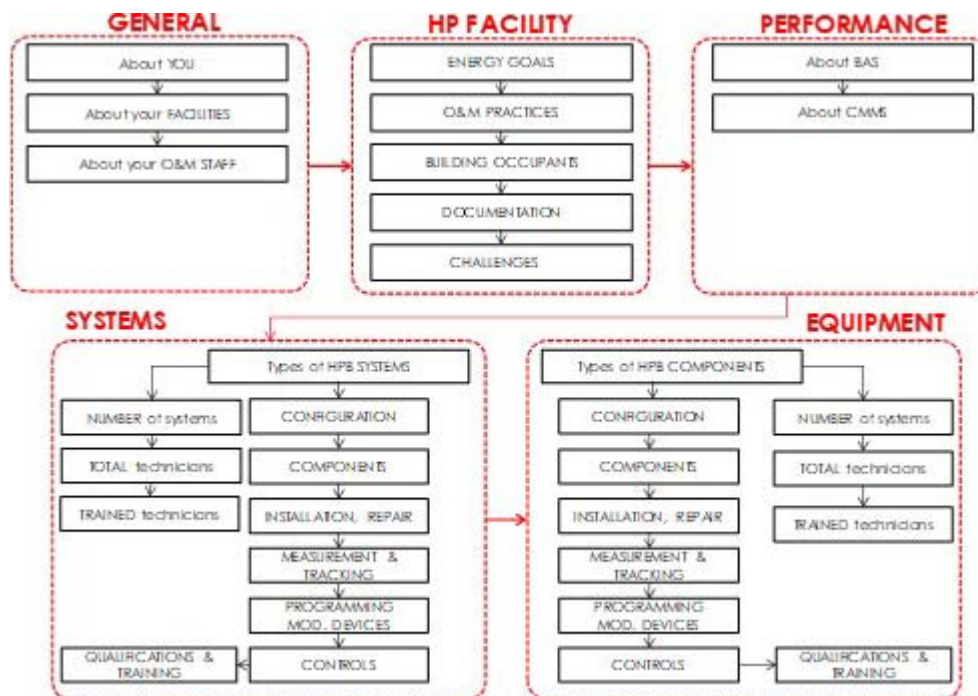 GENERAL
About YOU
About your FACILITIES
About your O&M STAFF
HP FACILITY
ENERGY GOALS
O&M PRACTICES
BUILDING OCCUPANTS
DOCUMENTATION
CHALLENGES
PERFORMANCE
About BAS
About CMMS
SYSTEMS
Types of HPB SYSTEMS
NUMBER of systems
TOTAL technicians
TRAINED technicians
CONFIGURATION
COMPONENTS
INSTALLATION, REPAIR
MEASUREMENT &
TRACKING
PROGRAMMING
MOD. DEVICES
CONTROLS
QUALIFICATIONS &
TRAINING
EQUIPMENT
Types of HPB COMPONENTS
CONFIGURATION
COMPONENTS
INSTALLATION, REPAIR
MEASUREMENT &
TRACKING
PROGRAMMING
MOD. DEVICES
CONTROLS
NUMBER of systems
TOTAL technicians
TRAINED technicians
QUALIFICATIONS &
TRAINING